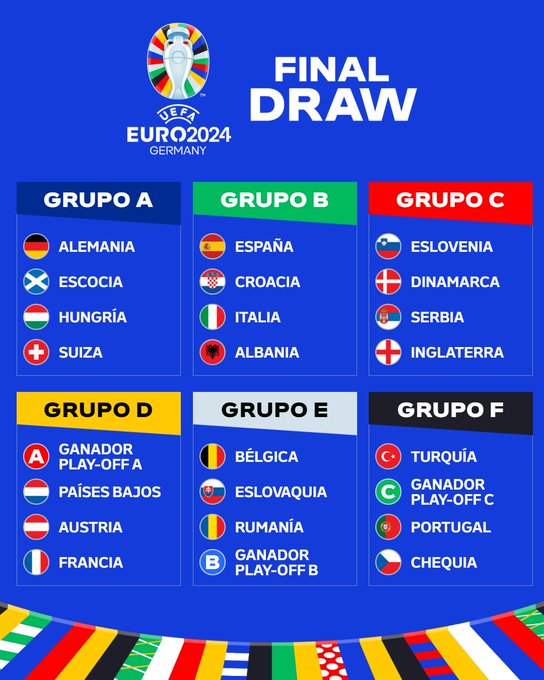 UEFA
EURO2024
GERMANY
FINAL
DRAW
GRUPO A
ALEMANIA
ESCOCIA
HUNGRÍA
SUIZA
GRUPO B
ESPAÑA
CROACIA
ITALIA
ALBANIA
GRUPO C
ESLOVENIA
DINAMARCA
SERBIA
INGLATERRA
GRUPO D
A
GANADOR
PLAY-OFF A
PAÍSES BAJOS
AUSTRIA
FRANCIA
GRUPO E
BÉLGICA
ESLOVAQUIA
RUMANÍA
B
GANADOR
PLAY-OFF B
GRUPO F
TURQUÍA
C
GANADOR
PLAY-OFF C
PORTUGAL
CHEQUIA